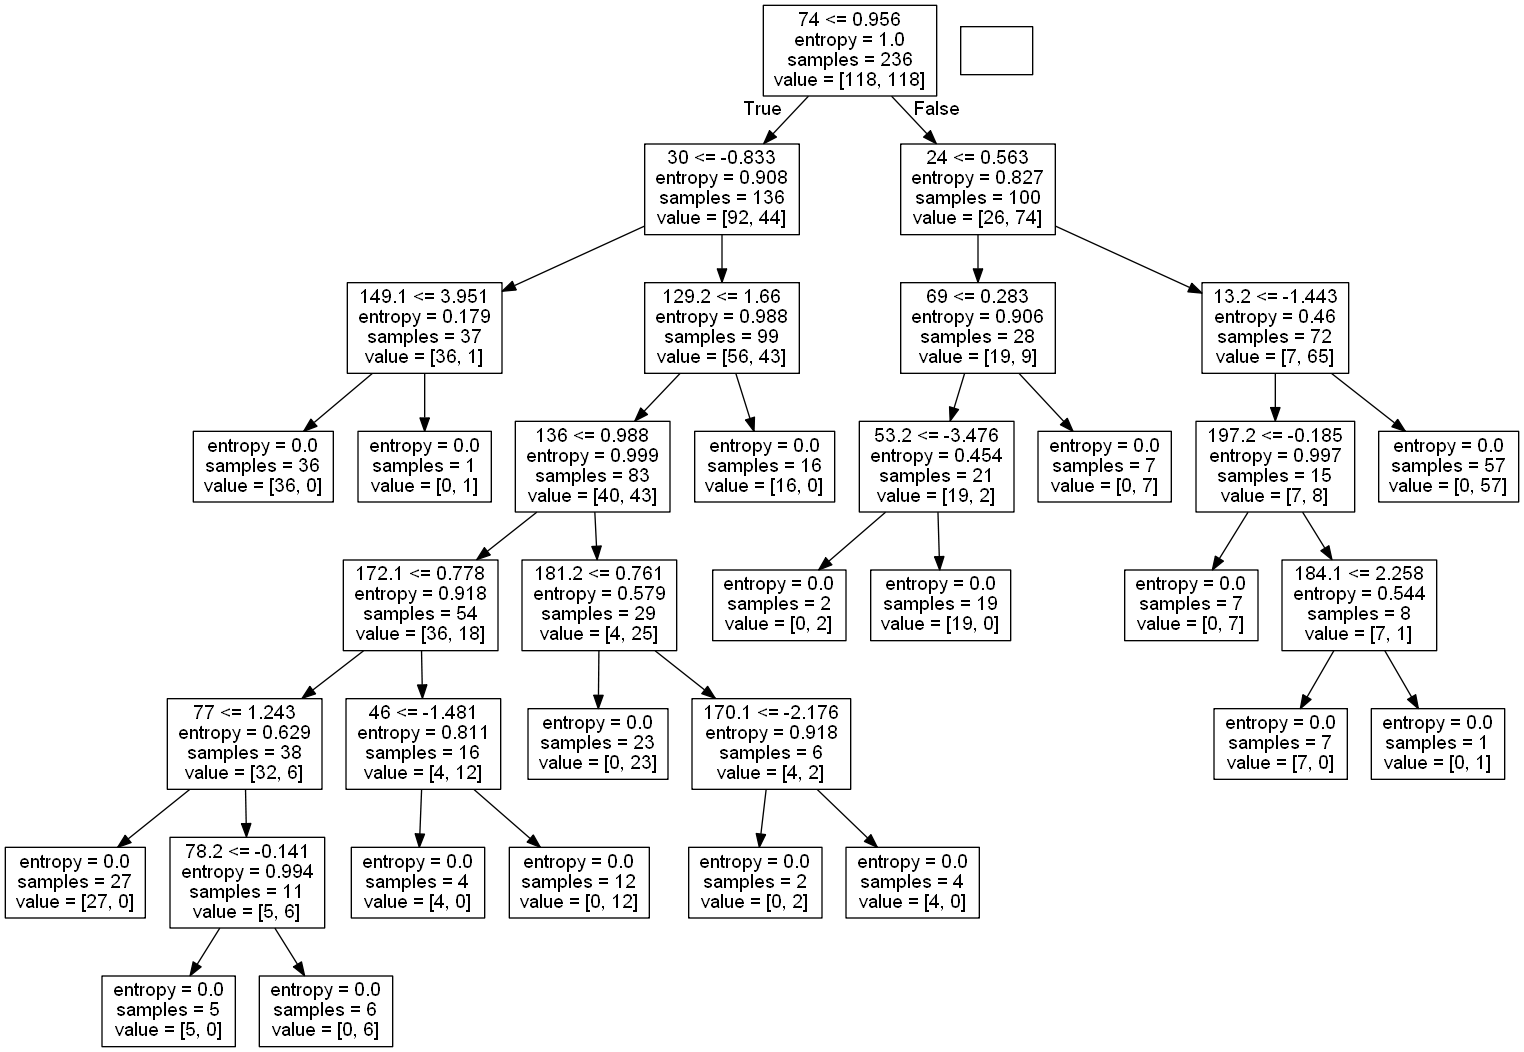 74 <= 0.956
entropy = 1.0
samples = 236
value = [118, 118]
True
False
30 <= -0.833
entropy = 0.908
samples = 136
value = [92, 44]
24 <= 0.563
entropy = 0.827
samples = 100
value = [26, 74]
149.1 <= 3.951
entropy = 0.179
samples = 37
value = [36, 1]
129.2 <= 1.66
entropy = 0.988
samples = 99
value = [56, 43]
69 <= 0.283
entropy = 0.906
samples = 28
value = [19, 9]
13.2 <= -1.443
entropy = 0.46
samples = 72
value = [7, 65]
entropy = 0.0
samples = 36
value = [36, 0]
entropy = 0.0
samples = 1
value = [0, 1]
136 <= 0.988
entropy = 0.999
samples = 83
value = [40, 43]
entropy = 0.0
samples = 16
value = [16, 0]
53.2 <= -3.476
entropy = 0.454
samples = 21
value = [19, 2]
entropy = 0.0
samples = 7
value = [0, 7]
197.2 <= -0.185
entropy = 0.997
samples = 15
value = [7, 8]
entropy = 0.0
samples = 57
value = [0, 57]
172.1 <= 0.778
entropy = 0.918
samples = 54
value = [36, 18]
181.2 <= 0.761
entropy = 0.579
samples = 29
value = [4, 25]
entropy = 0.0
samples = 2
value = [0, 2]
entropy = 0.0
samples = 19
value = [19, 0]
entropy = 0.0
samples = 7
value = [0, 7]
184.1 <= 2.258
entropy = 0.544
samples = 8
value = [7, 1]
77 <= 1.243
entropy = 0.629
samples = 38
value = [32, 6]
46 <= -1.481
entropy = 0.811
samples = 16
value = [4, 12]
entropy = 0.0
samples = 23
value = [0, 23]
170.1 <= -2.176
entropy = 0.918
samples = 6
value = [4, 2]
entropy = 0.0
samples = 7
value = [7, 0]
entropy = 0.0
samples = 1
value = [0, 1]
entropy = 0.0
samples = 27
value = [27, 0]
78.2 <= -0.141
entropy = 0.994
samples = 11
value = [5, 6]
entropy = 0.0
samples = 4
value = [4, 0]
entropy = 0.0
samples = 12
value = [0, 12]
entropy = 0.0
samples = 2
value = [0, 2]
entropy = 0.0
samples = 4
value = [4, 0]
entropy = 0.0
samples = 5
value = [5, 0]
entropy = 0.0
samples = 6
value = [0, 6]